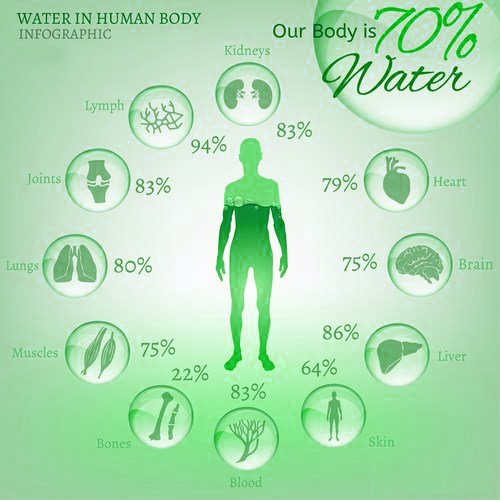 WATER IN HUMAN BODY
INFOGRAPHIC
Our Body is 70%
Water
Kidneys
83%
Lymph
94%
Joints
83%
Heart
79%
Lungs
80%
Brain
75%
Muscles
75%
Liver
86%
Bones
22%
Blood
83%
Skin
64%